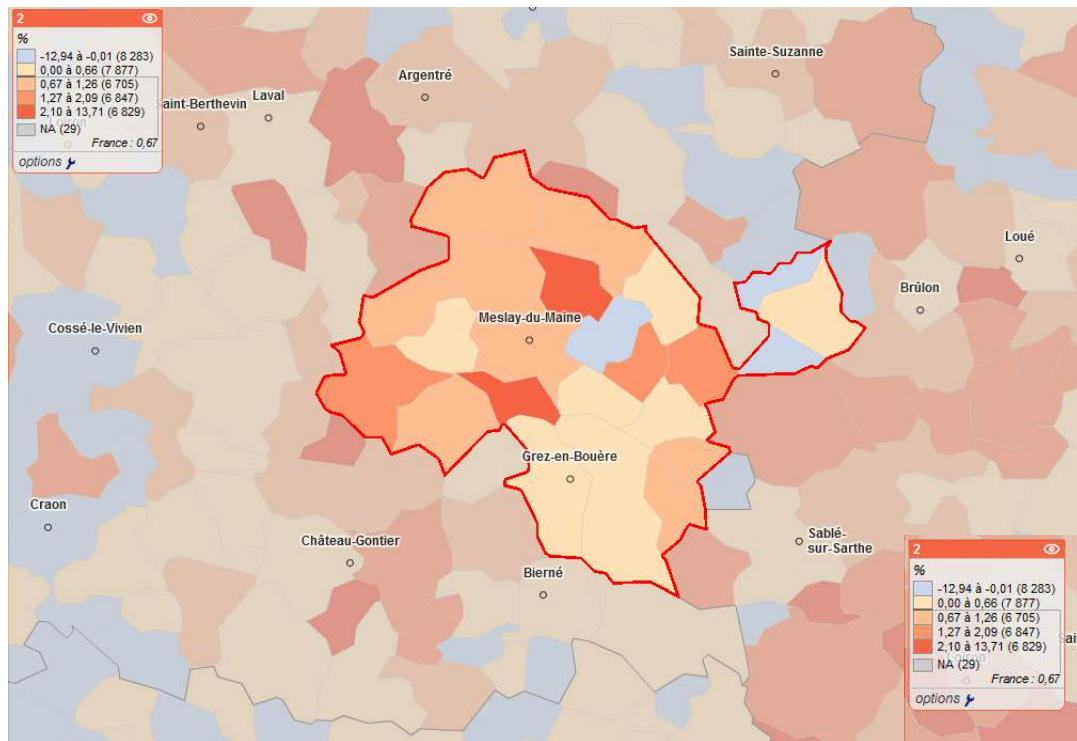 2
%
-12,94 à -0,01 (8 283)
0,00 à 0,66 (7 877)
0,67 à 1,26 (6 705)
1,27 à 2,09 (6 847)
2,10 à 13,71 (6 829)
NA (29)
France : 0,67
options
Sainte-Suzanne
Argentré
Laval
Saint-Berthevin
Loiron
Loué
Brûlon
Meslay-du-Maine
Cossé-le-Vivien
Grez-en-Bouère
Craon
Château-Gontier
Sablé-
sur-Sarthe
Bierné
2
%
-12,94 à -0,01 (8 283)
0,00 à 0,66 (7 877)
0,67 à 1,26 (6 705)
1,27 à 2,09 (6 847)
2,10 à 13,71 (6 829)
Sai
Loiron
NA (29)
France : 0,67
options